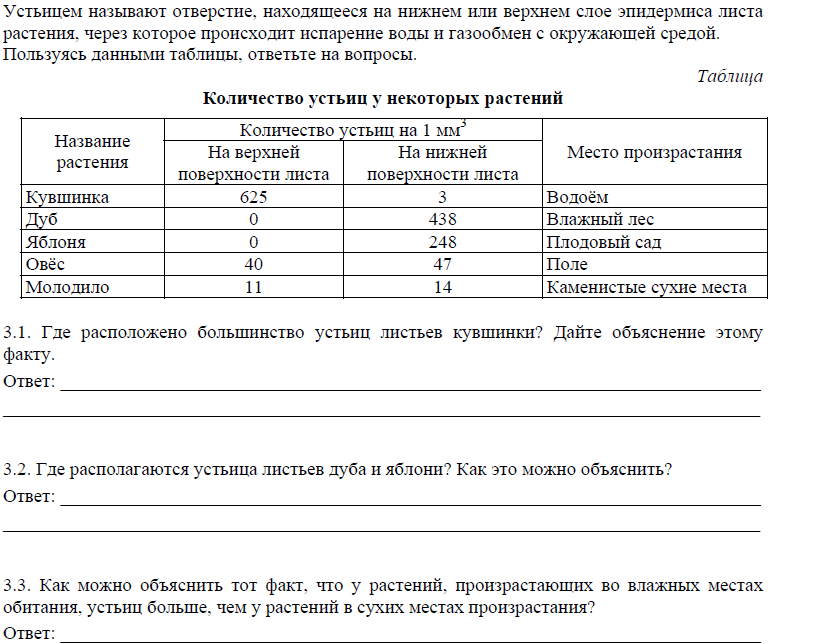 Устьицем называют отверстие, находящееся на нижнем или верхнем слое эпидермиса листа
растения, через которое происходит испарение воды и газообмен с окружающей средой.
Пользуясь данными таблицы, ответьте на вопросы.
Таблица
Количество устьиц у некоторых растений
Название растения | Количество устьиц на 1 мм³ | Место произрастания
На верхней поверхности листа | На нижней поверхности листа
Кувшинка 625 3 Водоём
Дуб 0 438 Влажный лес
Яблоня 0 248 Плодовый сад
Овёс 40 47 Поле
Молодило 11 14 Каменистые сухие места
3.1. Где расположено большинство устьиц листьев кувшинки? Дайте объяснение этому
факту.
Ответ:
3.2. Где располагаются устьица листьев дуба и яблони? Как это можно объяснить?
Ответ:
3.3. Как можно объяснить тот факт, что у растений, произрастающих во влажных местах
обитания, устьиц больше, чем у растений в сухих местах произрастания?
Ответ: